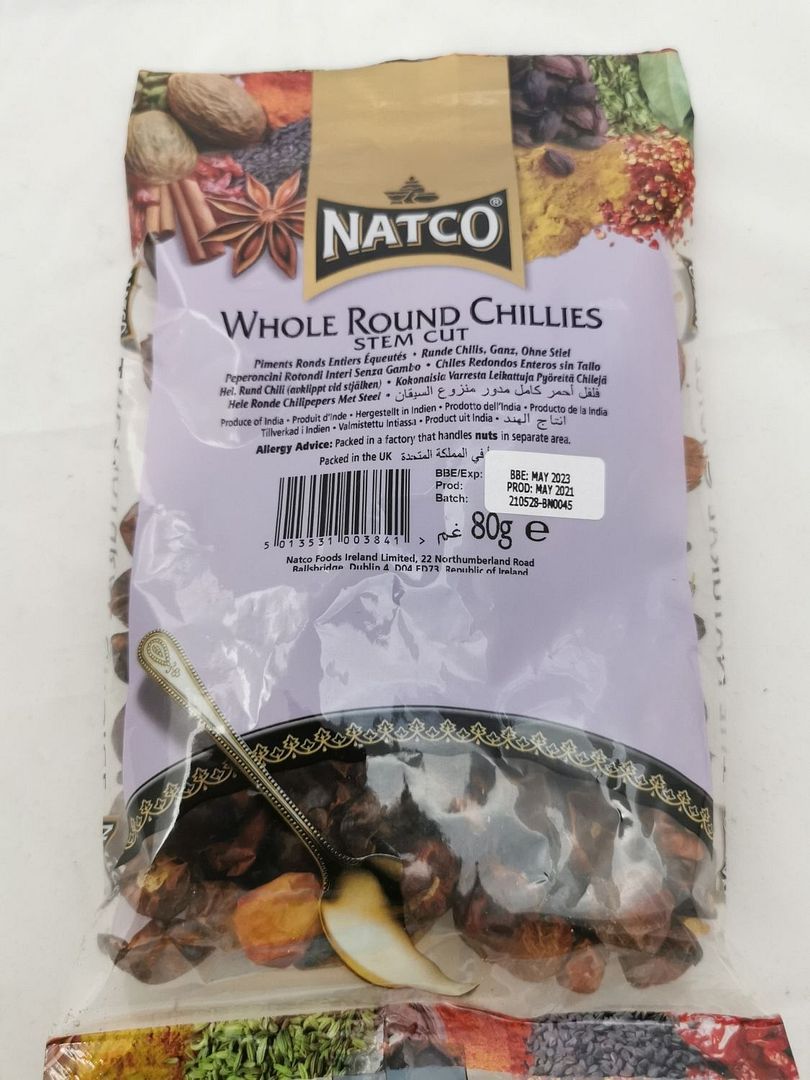 NATCO®
WHOLE ROUND CHILLIES
STEM CUT
Piments Ronds Entiers Équeutés • Runde Chilis, Ganz, Ohne Stiel
Peperoncini Rotondi Interi Senza Gambo • Chiles Redondos Enteros sin Tallo
Hel. Rund Chili (avklippt vid stjälken) • Kokonaisia Varresta Leikattuja Pyöreitä Chilejä
Hele Ronde Chilipepers Met Steel • فلفل أحمر كامل مدور منزوع السيقان
Produce of India • Produit d'Inde • Hergestellt in Indien • Prodotto dell'India • Producto de la India
Tillverkad i Indien • Valmistettu Intiassa • Product uit India • انتاج الهند
Allergy Advice: Packed in a factory that handles nuts in separate area.
Packed in the UK في المملكة المتحدة
BBE/Exp: BBE: MAY 2023
Prod: PROD: MAY 2021
Batch: 210528-BN0045
5 013531 003841 >
غم 80g e
Natco Foods Ireland Limited, 22 Northumberland Road
Ballsbridge, Dublin 4, D04 ED73, Republic of Ireland